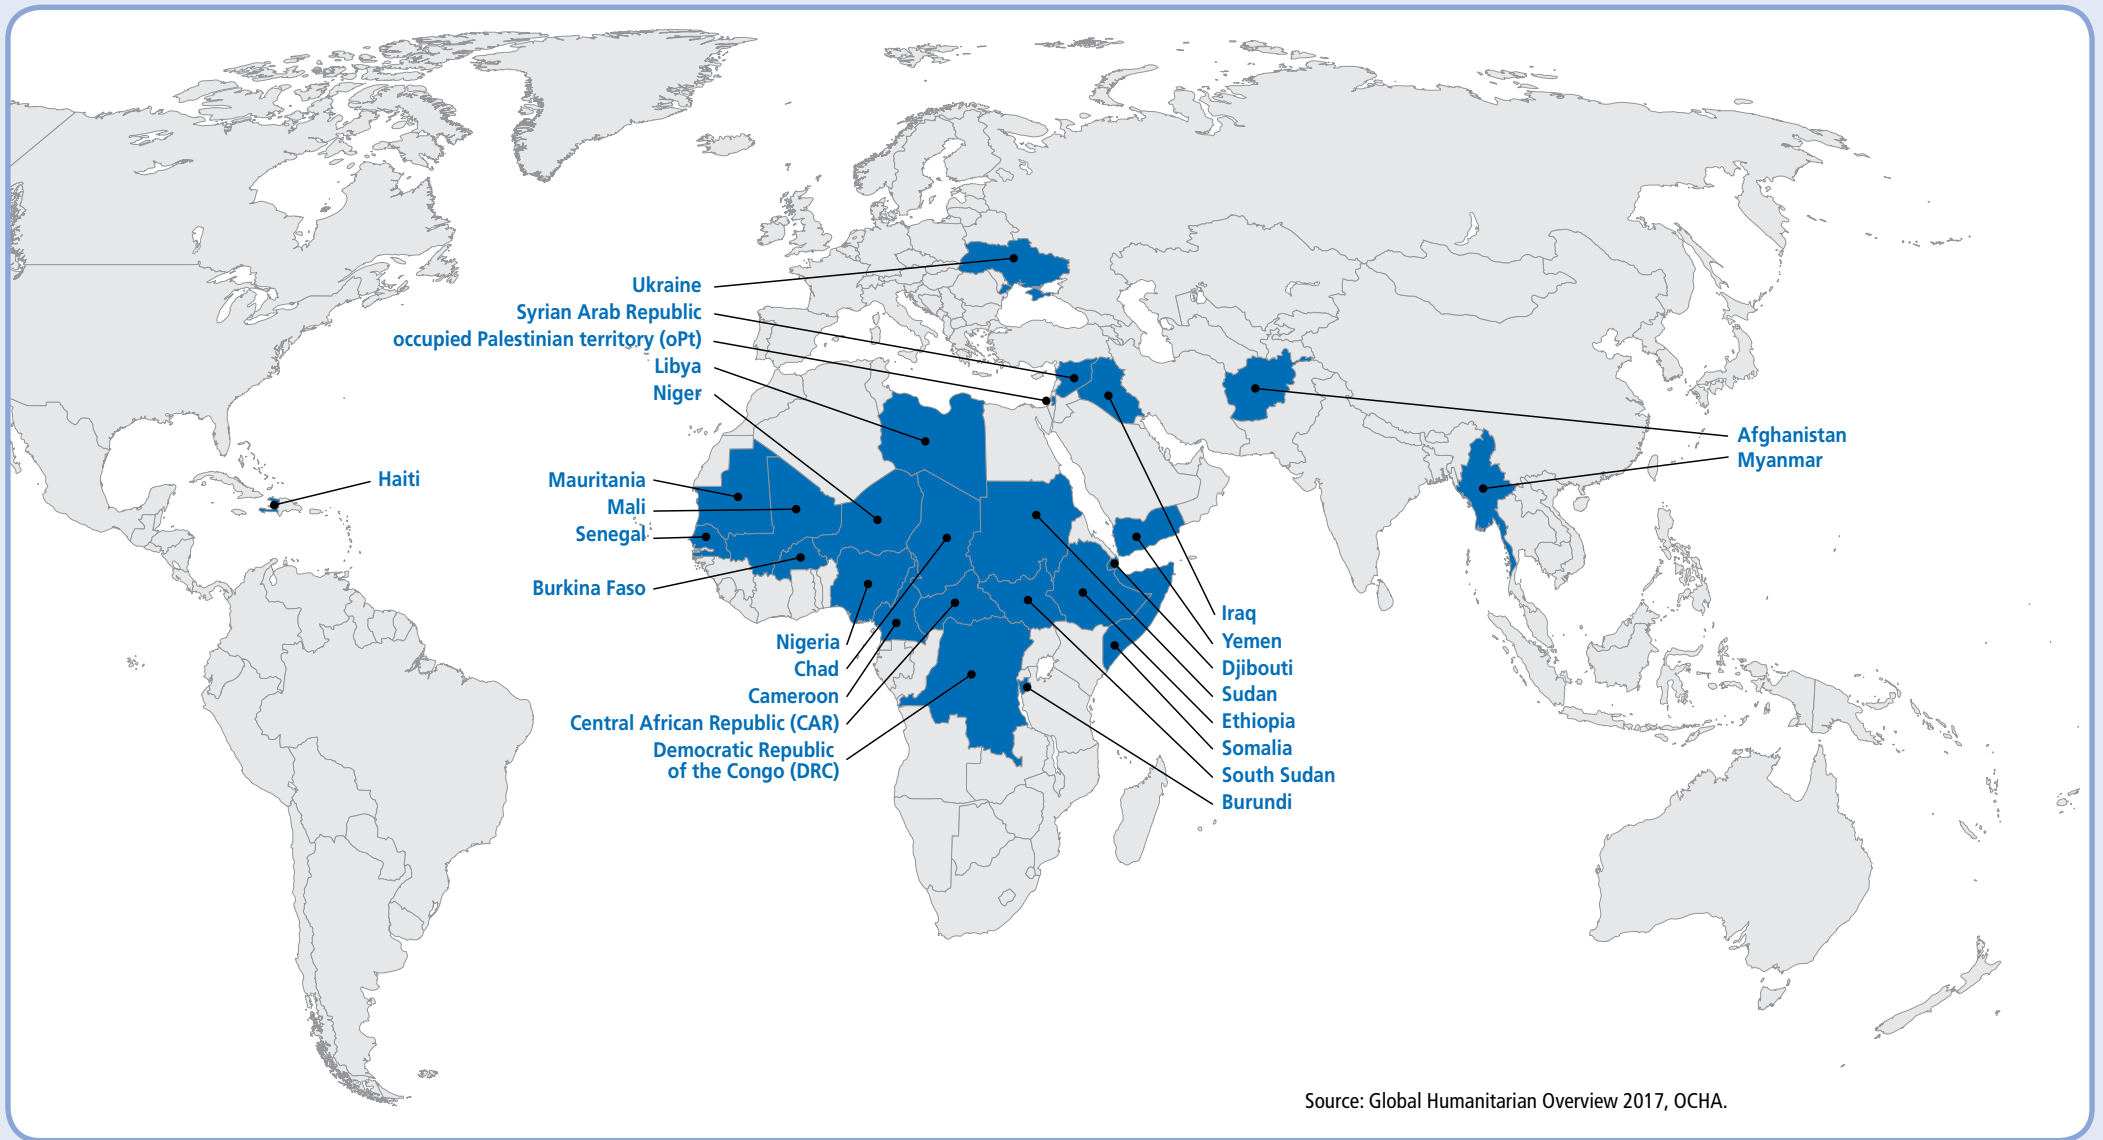 Ukraine
Syrian Arab Republic
occupied Palestinian territory (oPt)
Libya
Niger
Haiti
Mauritania
Mali
Senegal
Burkina Faso
Nigeria
Chad
Cameroon
Central African Republic (CAR)
Democratic Republic
of the Congo (DRC)
Afghanistan
Myanmar
Iraq
Yemen
Djibouti
Sudan
Ethiopia
Somalia
South Sudan
Burundi
Source: Global Humanitarian Overview 2017, OCHA.